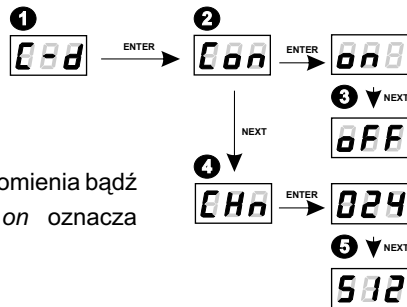 1 2
C-d ENTER Con ENTER on
3 NEXT
NEXT oFF
4
omienia bądź
CHn ENTER 024
on oznacza
5 NEXT
512